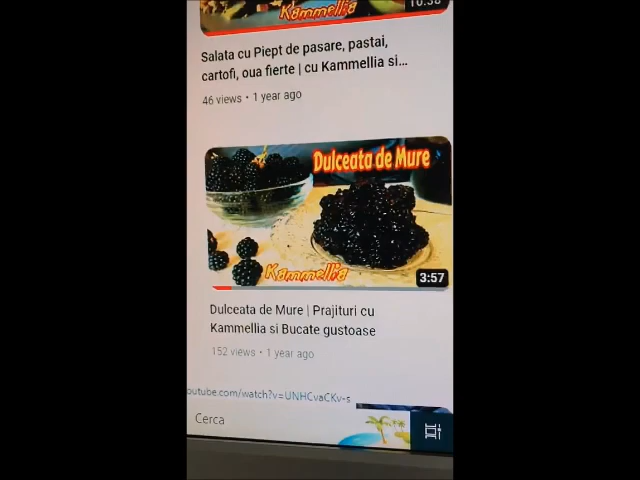 Kammellia
10:38
Salata cu Piept de pasare, pastai,
cartofi, oua fierte | cu Kammellia si...
46 views • 1 year ago
Dulceata de Mure
Kammellia
3:57
Dulceata de Mure | Prajituri cu
Kammellia si Bucate gustoase
152 views • 1 year ago
outube.com/watch?v=UNHCvaCKv-s
Cerca